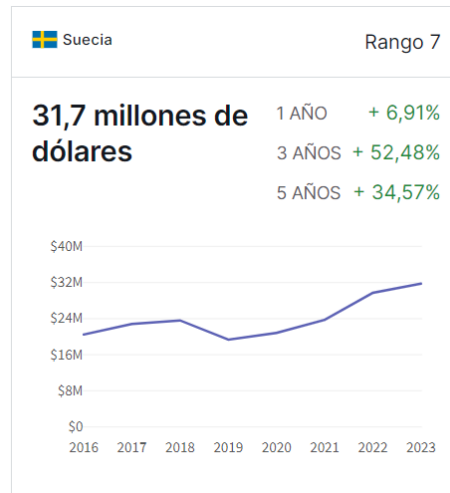 Suecia
Rango 7
31,7 millones de
dólares
1 AÑO + 6,91%
3 AÑOS + 52,48%
5 AÑOS + 34,57%
$40M
$32M
$24M
$16M
$8M
$0
2016 2017 2018 2019 2020 2021 2022 2023